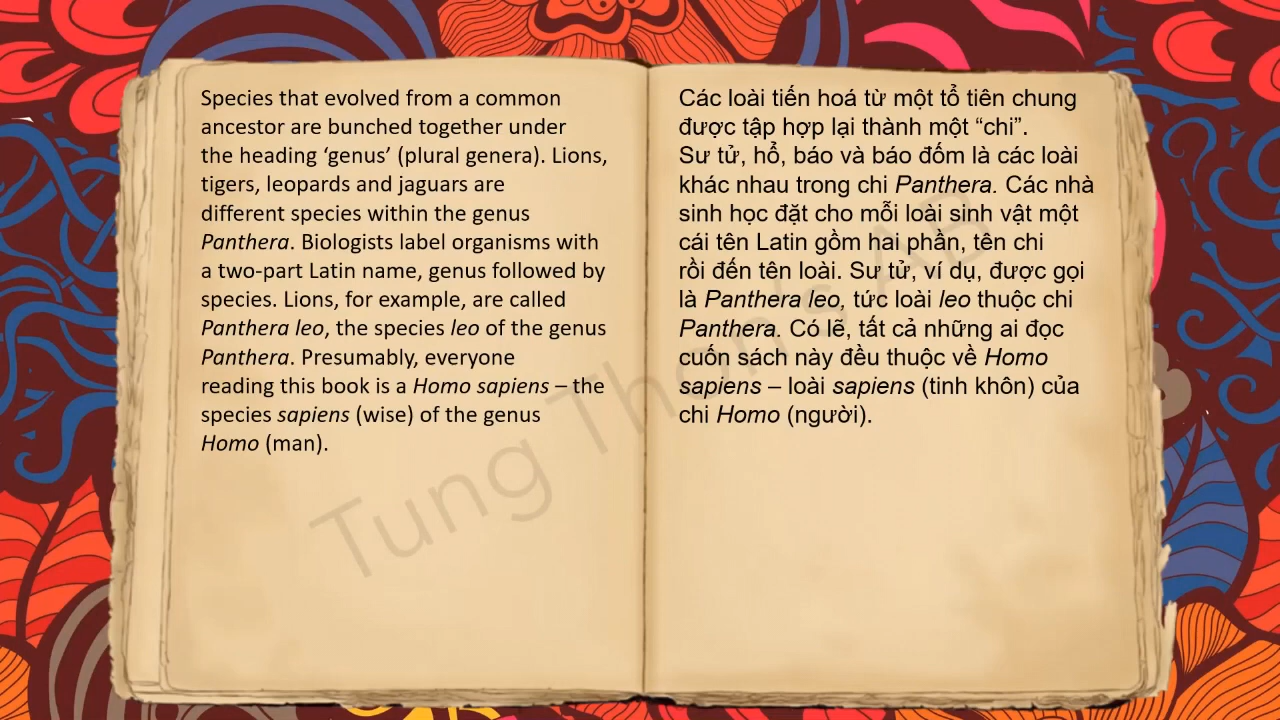 Species that evolved from a common
ancestor are bunched together under
the heading ‘genus’ (plural genera). Lions,
tigers, leopards and jaguars are
different species within the genus
Panthera. Biologists label organisms with
a two-part Latin name, genus followed by
species. Lions, for example, are called
Panthera leo, the species leo of the genus
Panthera. Presumably, everyone
reading this book is a Homo sapiens – the
species sapiens (wise) of the genus
Homo (man).
Các loài tiến hoá từ một tổ tiên chung
được tập hợp lại thành một “chi”.
Sư tử, hổ, báo và báo đốm là các loài
khác nhau trong chi Panthera. Các nhà
sinh học đặt cho mỗi loài sinh vật một
cái tên Latin gồm hai phần, tên chi
rồi đến tên loài. Sư tử, ví dụ, được gọi
là Panthera leo, tức loài leo thuộc chi
Panthera. Có lẽ, tất cả những ai đọc
cuốn sách này đều thuộc về Homo
sapiens – loài sapiens (tinh khôn) của
chi Homo (người).
Tung Thon's AB